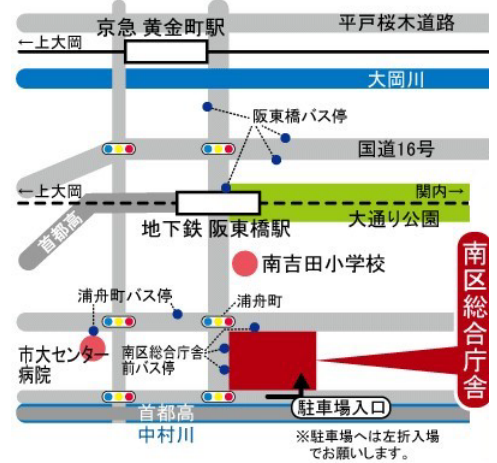 京急 黄金町駅
平戸桜木道路
←上大岡
大岡川
阪東橋バス停
国道16号
←上大岡
関内→
首都高
地下鉄 阪東橋駅
大通り公園
南吉田小学校
南区総合庁舎
浦舟町バス停
浦舟町
市大センター
病院
南区総合庁舎
前バス停
駐車場入口
首都高
中村川
※駐車場へは左折入場
でお願いします。